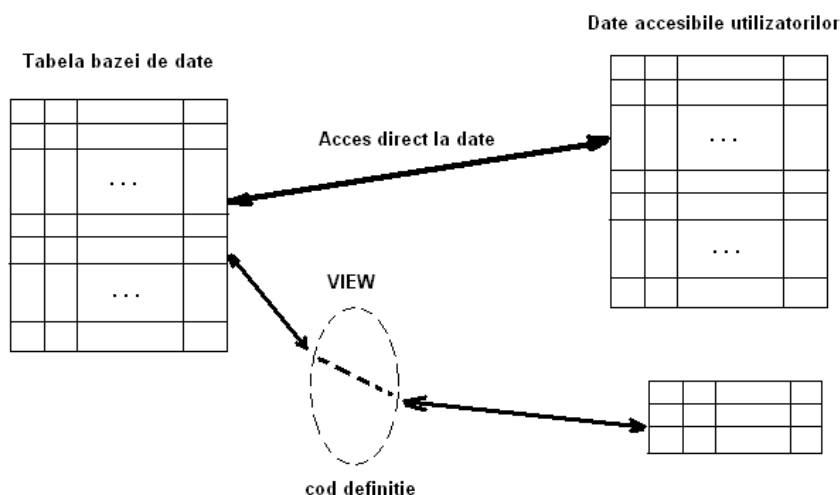 Date accesibile utilizatorilor
Tabela bazei de date
Acces direct la date
...
...
...
...
VIEW
cod definitie